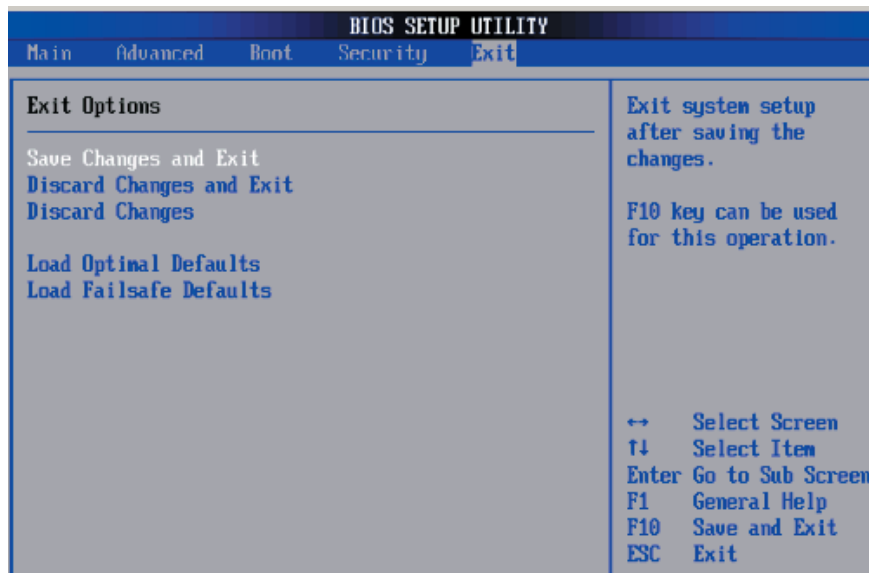 BIOS SETUP UTILITY
Main Advanced Boot Security Exit
Exit Options
Save Changes and Exit
Discard Changes and Exit
Discard Changes
Load Optimal Defaults
Load Failsafe Defaults
Exit system setup
after saving the
changes.
F10 key can be used
for this operation.
↔ Select Screen
↑↓ Select Item
Enter Go to Sub Screen
F1 General Help
F10 Save and Exit
ESC Exit